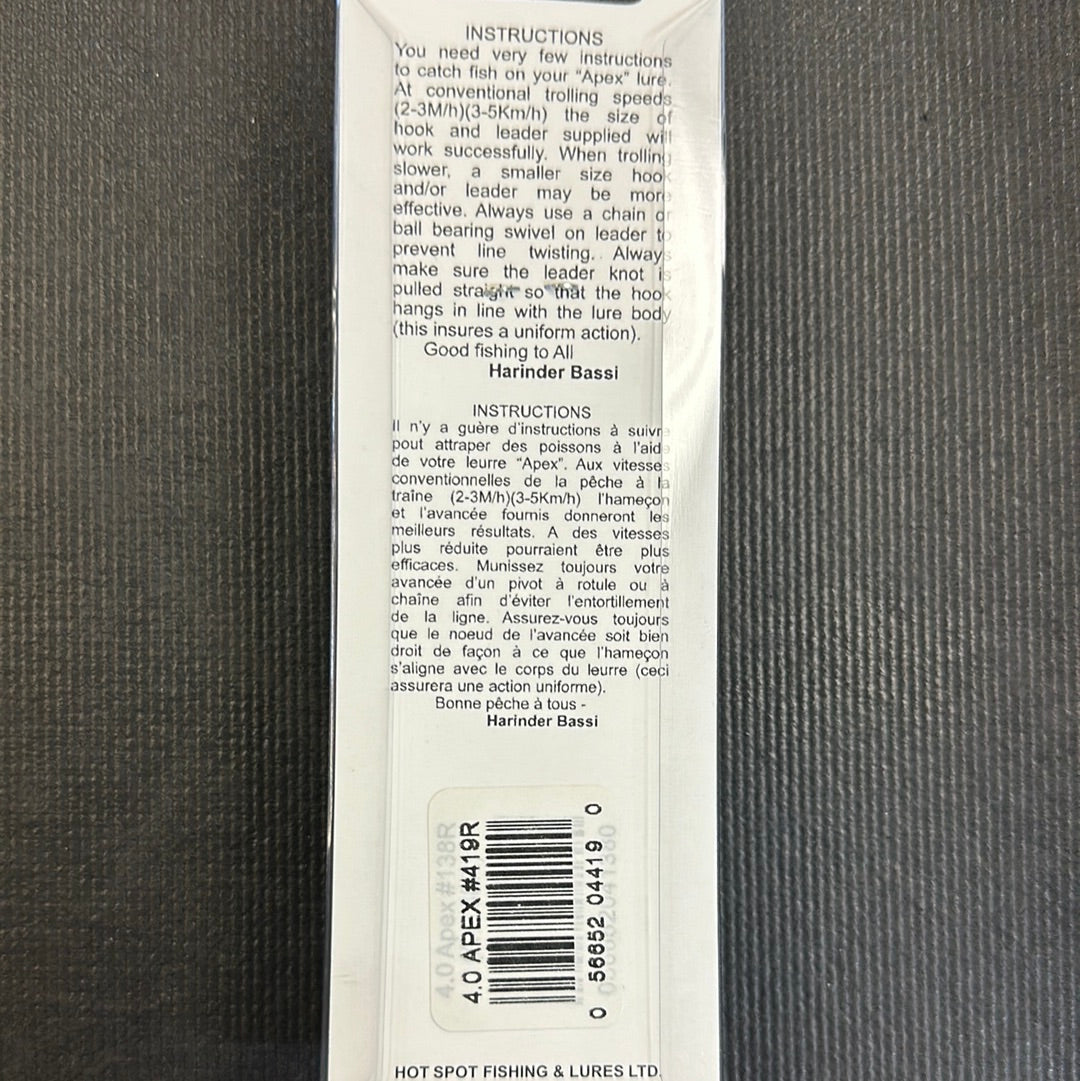 INSTRUCTIONS
You need very few instructions
to catch fish on your "Apex" lure.
At conventional trolling speeds
(2-3M/h)(3-5Km/h) the size of
hook and leader supplied will
work successfully. When trolling
slower, a smaller size hook
and/or leader may be more
effective. Always use a chain or
ball bearing swivel on leader to
prevent line twisting. Always
make sure the leader knot is
pulled straight so that the hook
hangs in line with the lure body
(this insures a uniform action).
Good fishing to All
Harinder Bassi
INSTRUCTIONS
Il n'y a guère d'instructions à suivre
pout attraper des poissons à l'aide
de votre leurre "Apex". Aux vitesses
conventionnelles de la pêche à la
traîne (2-3M/h)(3-5Km/h) l'hameçon
et l'avancée fournis donneront les
meilleurs résultats. A des vitesses
plus réduite pourraient être plus
efficaces. Munissez toujours votre
avancée d'un pivot à rotule ou à
chaîne afin d'éviter l'entortillement
de la ligne. Assurez-vous toujours
que le noeud de l'avancée soit bien
droit de façon à ce que l'hameçon
s'aligne avec le corps du leurre (ceci
assurera une action uniforme).
Bonne pêche à tous -
Harinder Bassi
4.0 Apex #138R
4.0 APEX #419R
0 56652 04419 0
HOT SPOT FISHING & LURES LTD.